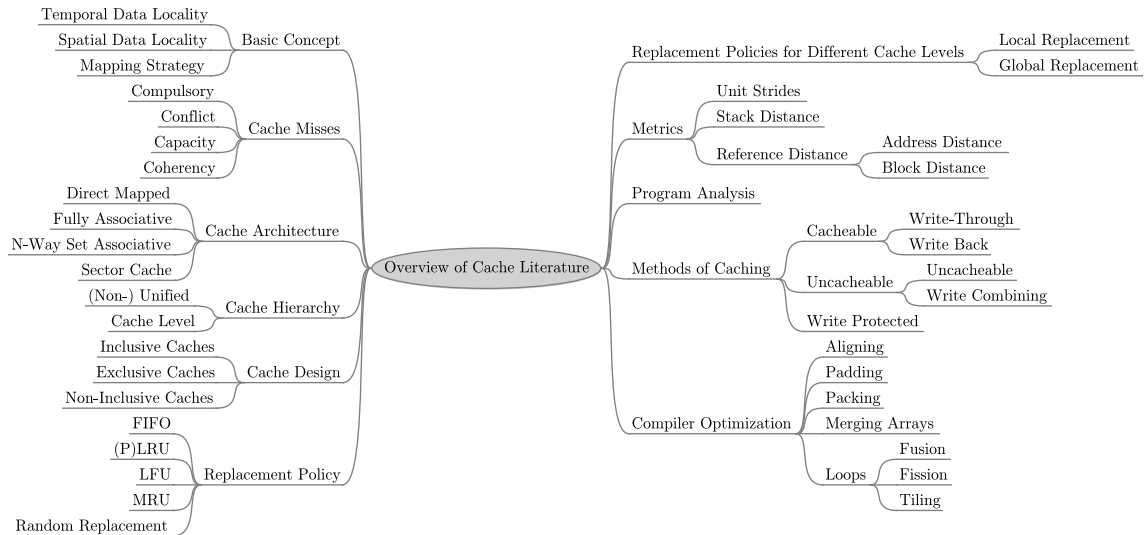 Overview of Cache Literature
Basic Concept
Temporal Data Locality
Spatial Data Locality
Mapping Strategy
Cache Misses
Compulsory
Conflict
Capacity
Coherency
Cache Architecture
Direct Mapped
Fully Associative
N-Way Set Associative
Sector Cache
Cache Hierarchy
(Non-) Unified
Cache Level
Cache Design
Inclusive Caches
Exclusive Caches
Non-Inclusive Caches
Replacement Policy
FIFO
(P)LRU
LFU
MRU
Random Replacement
Replacement Policies for Different Cache Levels
Local Replacement
Global Replacement
Metrics
Unit Strides
Stack Distance
Reference Distance
Address Distance
Block Distance
Program Analysis
Methods of Caching
Cacheable
Write-Through
Write Back
Uncacheable
Uncacheable
Write Combining
Write Protected
Compiler Optimization
Aligning
Padding
Packing
Merging Arrays
Loops
Fusion
Fission
Tiling